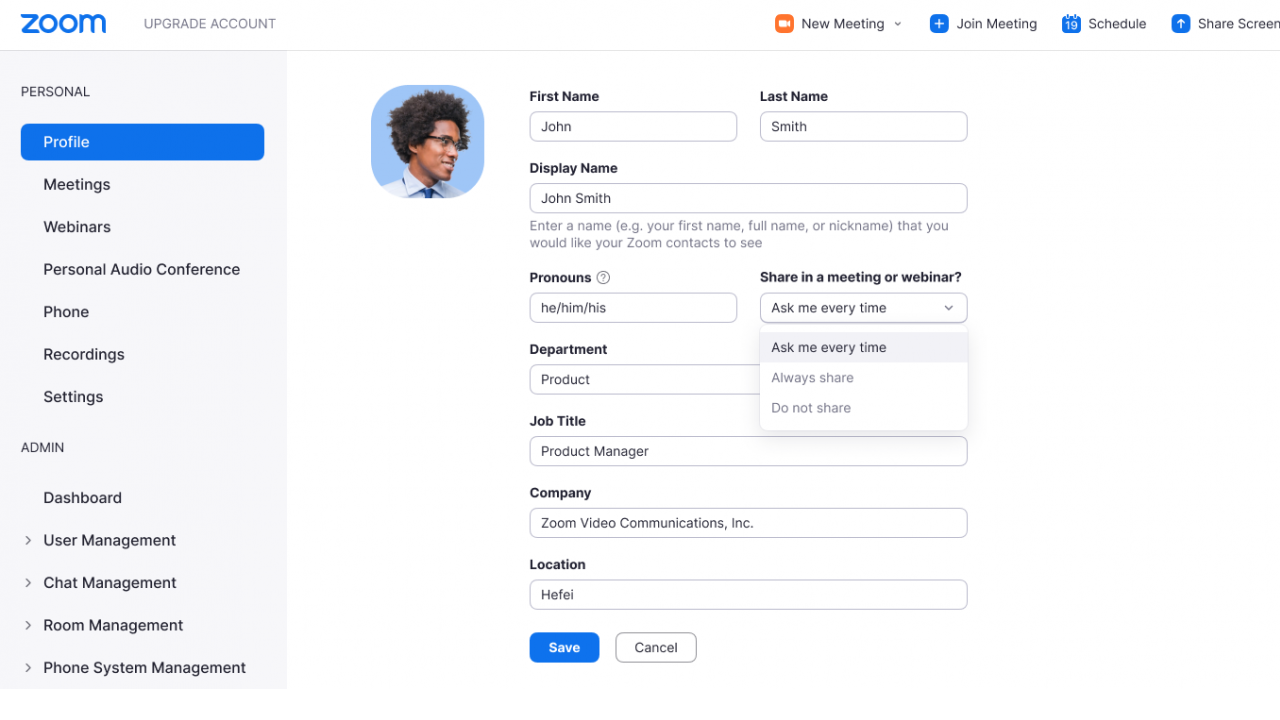 zoom UPGRADE ACCOUNT New Meeting Join Meeting 19 Schedule Share Screen
PERSONAL
Profile
Meetings
Webinars
Personal Audio Conference
Phone
Recordings
Settings
ADMIN
Dashboard
User Management
Chat Management
Room Management
Phone System Management
First Name Last Name
John Smith
Display Name
John Smith
Enter a name (e.g. your first name, full name, or nickname) that you
would like your Zoom contacts to see
Pronouns ? Share in a meeting or webinar?
he/him/his Ask me every time
Ask me every time
Always share
Do not share
Department
Product
Job Title
Product Manager
Company
Zoom Video Communications, Inc.
Location
Hefei
Save Cancel